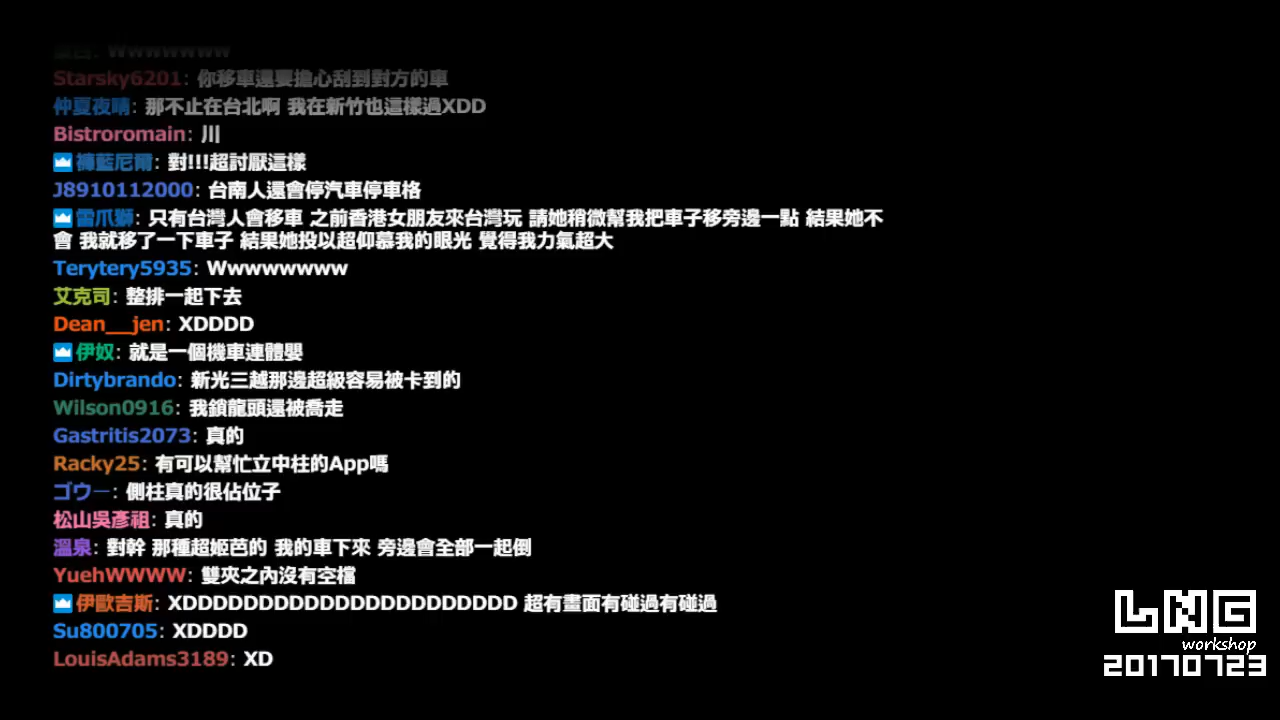 Wwwwwwww
Starsky6201: 你移車還要擔心刮到對方的車
仲夏夜晴: 那不止在台北啊 我在新竹也這樣過XDD
Bistroromain: 川
褲藍尼爾: 對!!!超討厭這樣
J8910112000: 台南人還會停汽車停車格
雷爪獅: 只有台灣人會移車 之前香港女朋友來台灣玩 請她稍微幫我把車子移旁邊一點 結果她不
會 我就移了一下車子 結果她投以超仰慕我的眼光 覺得我力氣超大
Terytery5935: Wwwwwwww
艾克司: 整排一起下去
Dean__jen: XDDDD
伊奴: 就是一個機車連體嬰
Dirtybrando: 新光三越那邊超級容易被卡到的
Wilson0916: 我鎖龍頭還被喬走
Gastritis2073: 真的
Racky25: 有可以幫忙立中柱的App嗎
ゴウー: 側柱真的很佔位子
松山吳彥祖: 真的
溫泉: 對幹 那種超姬芭的 我的車下來 旁邊會全部一起倒
YuehWWWW: 雙夾之內沒有空檔
伊歐吉斯: XDDDDDDDDDDDDDDDDDDDDDD 超有畫面有碰過有碰過
Su800705: XDDDD
LouisAdams3189: XD
LNG
workshop
20170723